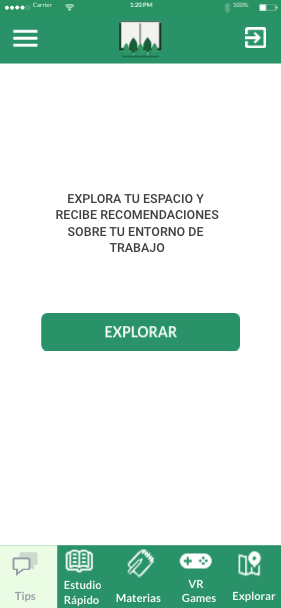 Carrier
1:20 PM
100%
EXPLORA TU ESPACIO Y
RECIBE RECOMENDACIONES
SOBRE TU ENTORNO DE
TRABAJO
EXPLORAR
Tips
Estudio
Rápido
Materias
VR
Games
Explorar